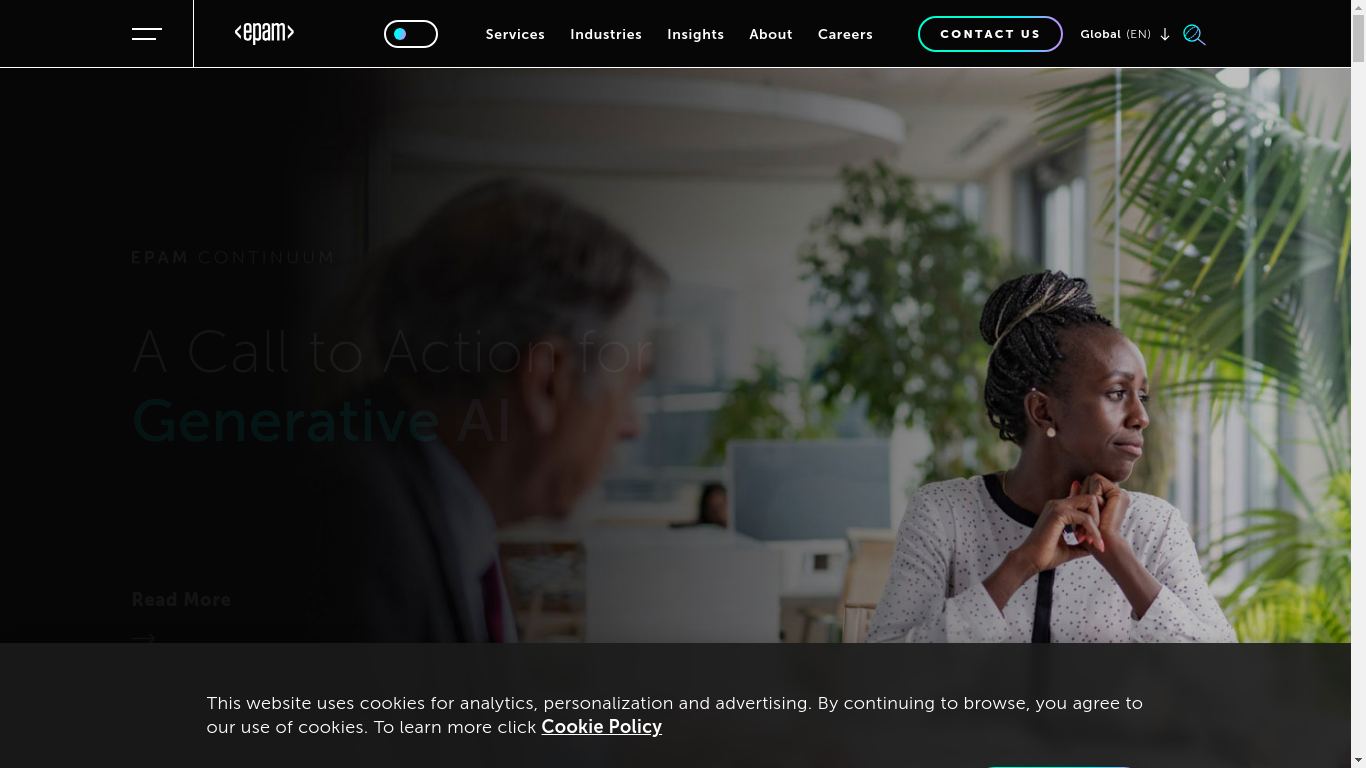 <epam>
Services Industries Insights About Careers CONTACT US Global (EN)
EPAM CONTINUUM
A Call to Action for
Generative AI
Read More
This website uses cookies for analytics, personalization and advertising. By continuing to browse, you agree to
our use of cookies. To learn more click Cookie Policy